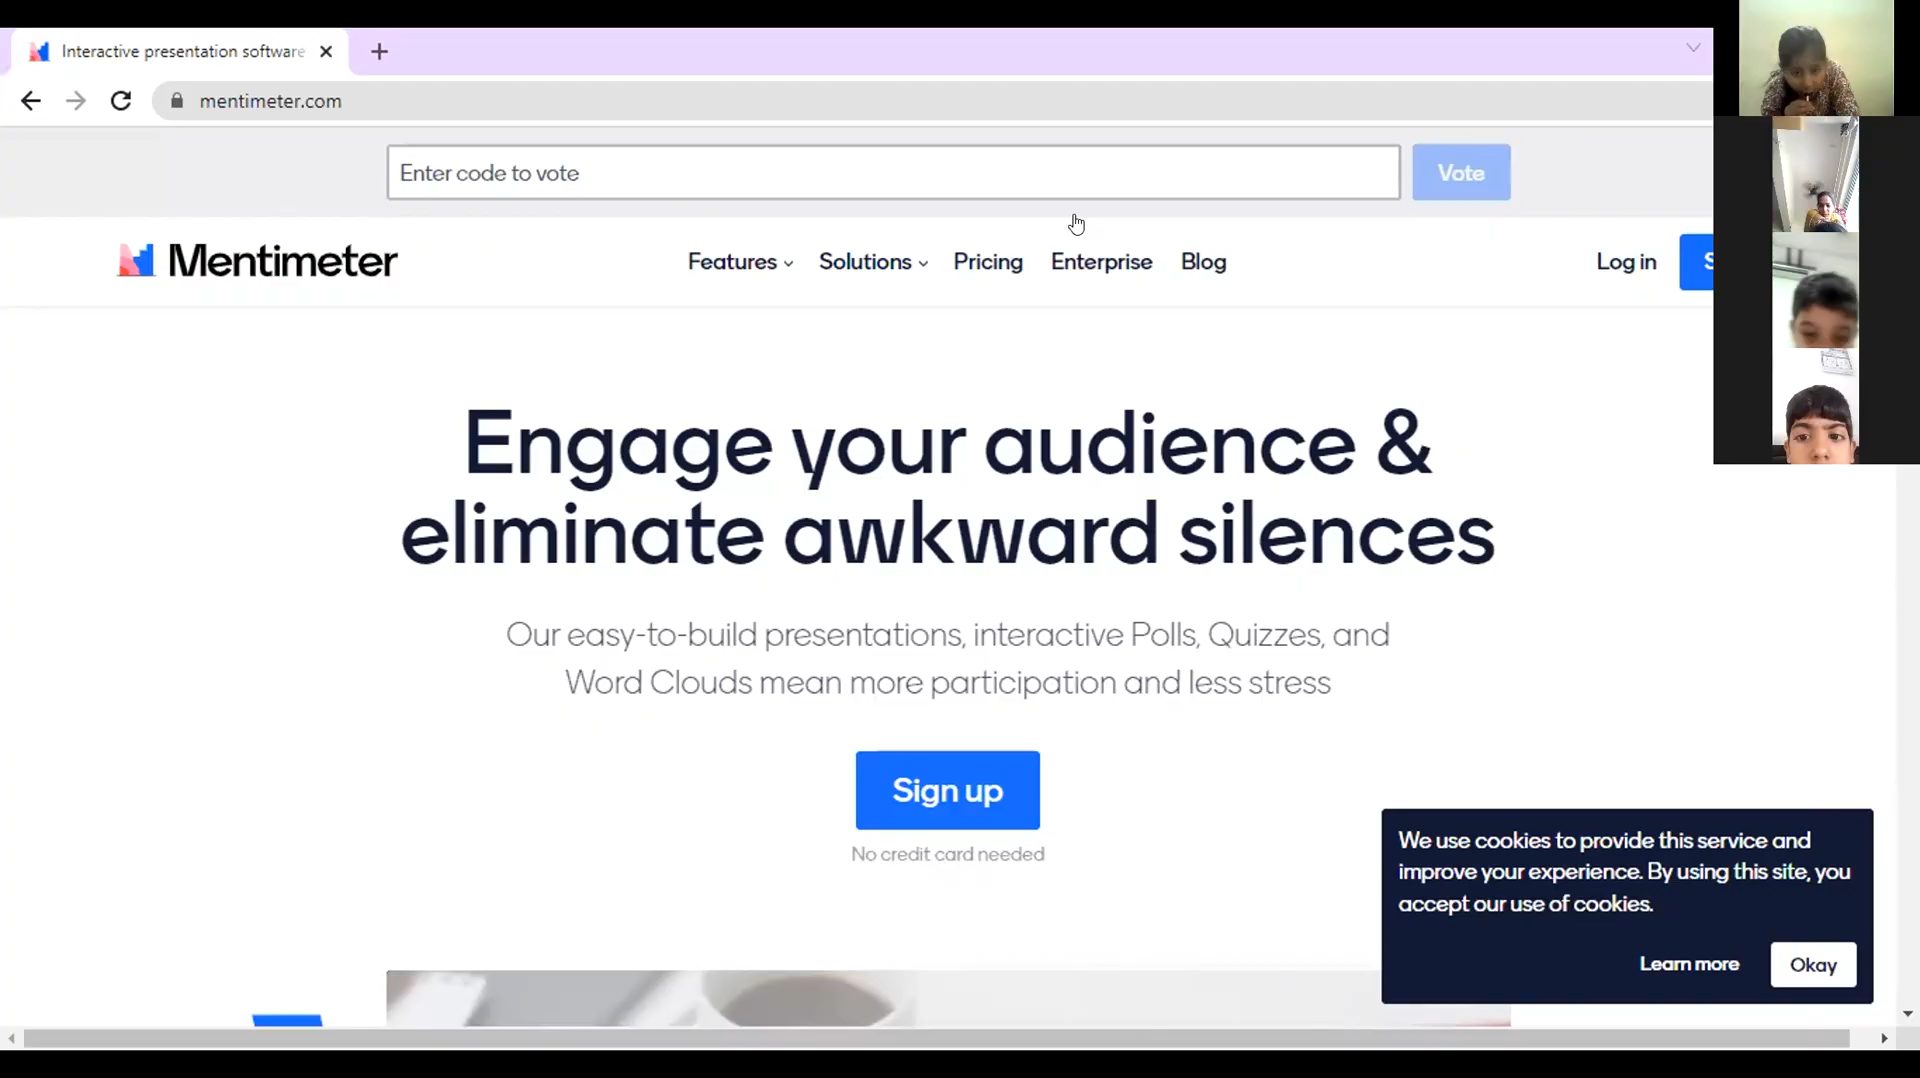 Interactive presentation software
mentimeter.com
Enter code to vote
Vote
Mentimeter
Features
Solutions
Pricing
Enterprise
Blog
Log in
S
Engage your audience &
eliminate awkward silences
Our easy-to-build presentations, interactive Polls, Quizzes, and
Word Clouds mean more participation and less stress
Sign up
No credit card needed
We use cookies to provide this service and
improve your experience. By using this site, you
accept our use of cookies.
Learn more
Okay